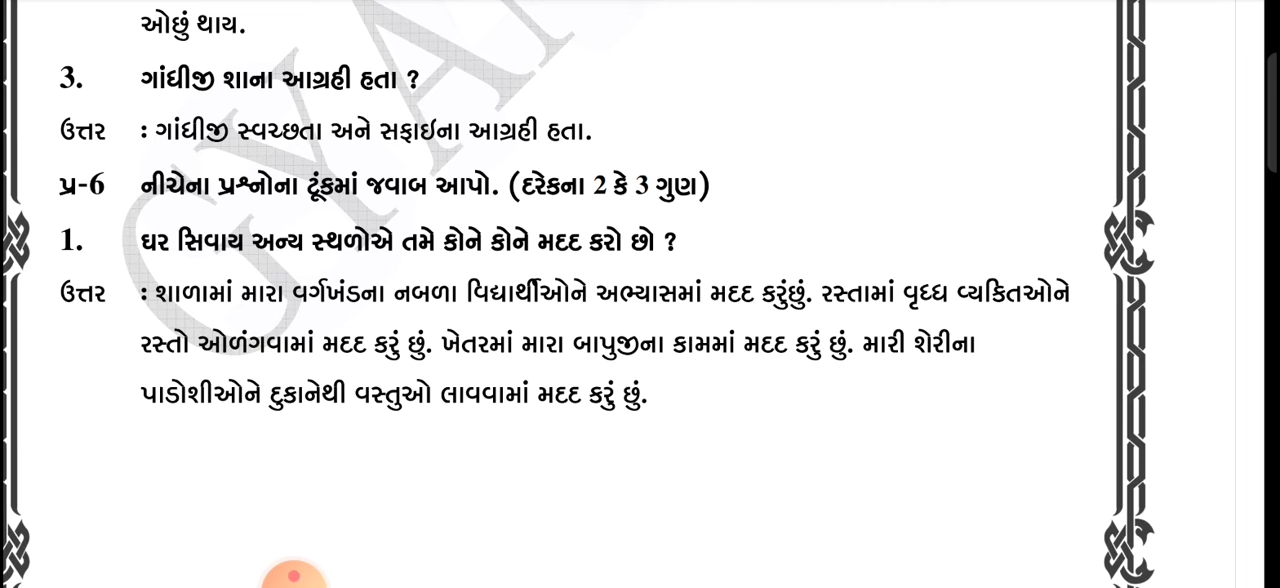 ઓછું થાય.
3. ગાંધીજી શાના આગ્રહી હતા ?
ઉત્તર : ગાંધીજી સ્વચ્છતા અને સફાઇના આગ્રહી હતા.
પ્ર-6 નીચેના પ્રશ્નોના ટૂંકમાં જવાબ આપો. (દરેકના 2 કે 3 ગુણ)
1. ઘર સિવાય અન્ય સ્થળોએ તમે કોને કોને મદદ કરો છો ?
ઉત્તર : શાળામાં મારા વર્ગખંડના નબળા વિદ્યાર્થીઓને અભ્યાસમાં મદદ કરુંછું. રસ્તામાં વૃધ્ધ વ્યકિતઓને
રસ્તો ઓળંગવામાં મદદ કરું છું. ખેતરમાં મારા બાપુજીના કામમાં મદદ કરું છું. મારી શેરીના
પાડોશીઓને દુકાનેથી વસ્તુઓ લાવવામાં મદદ કરું છું.
GYAN